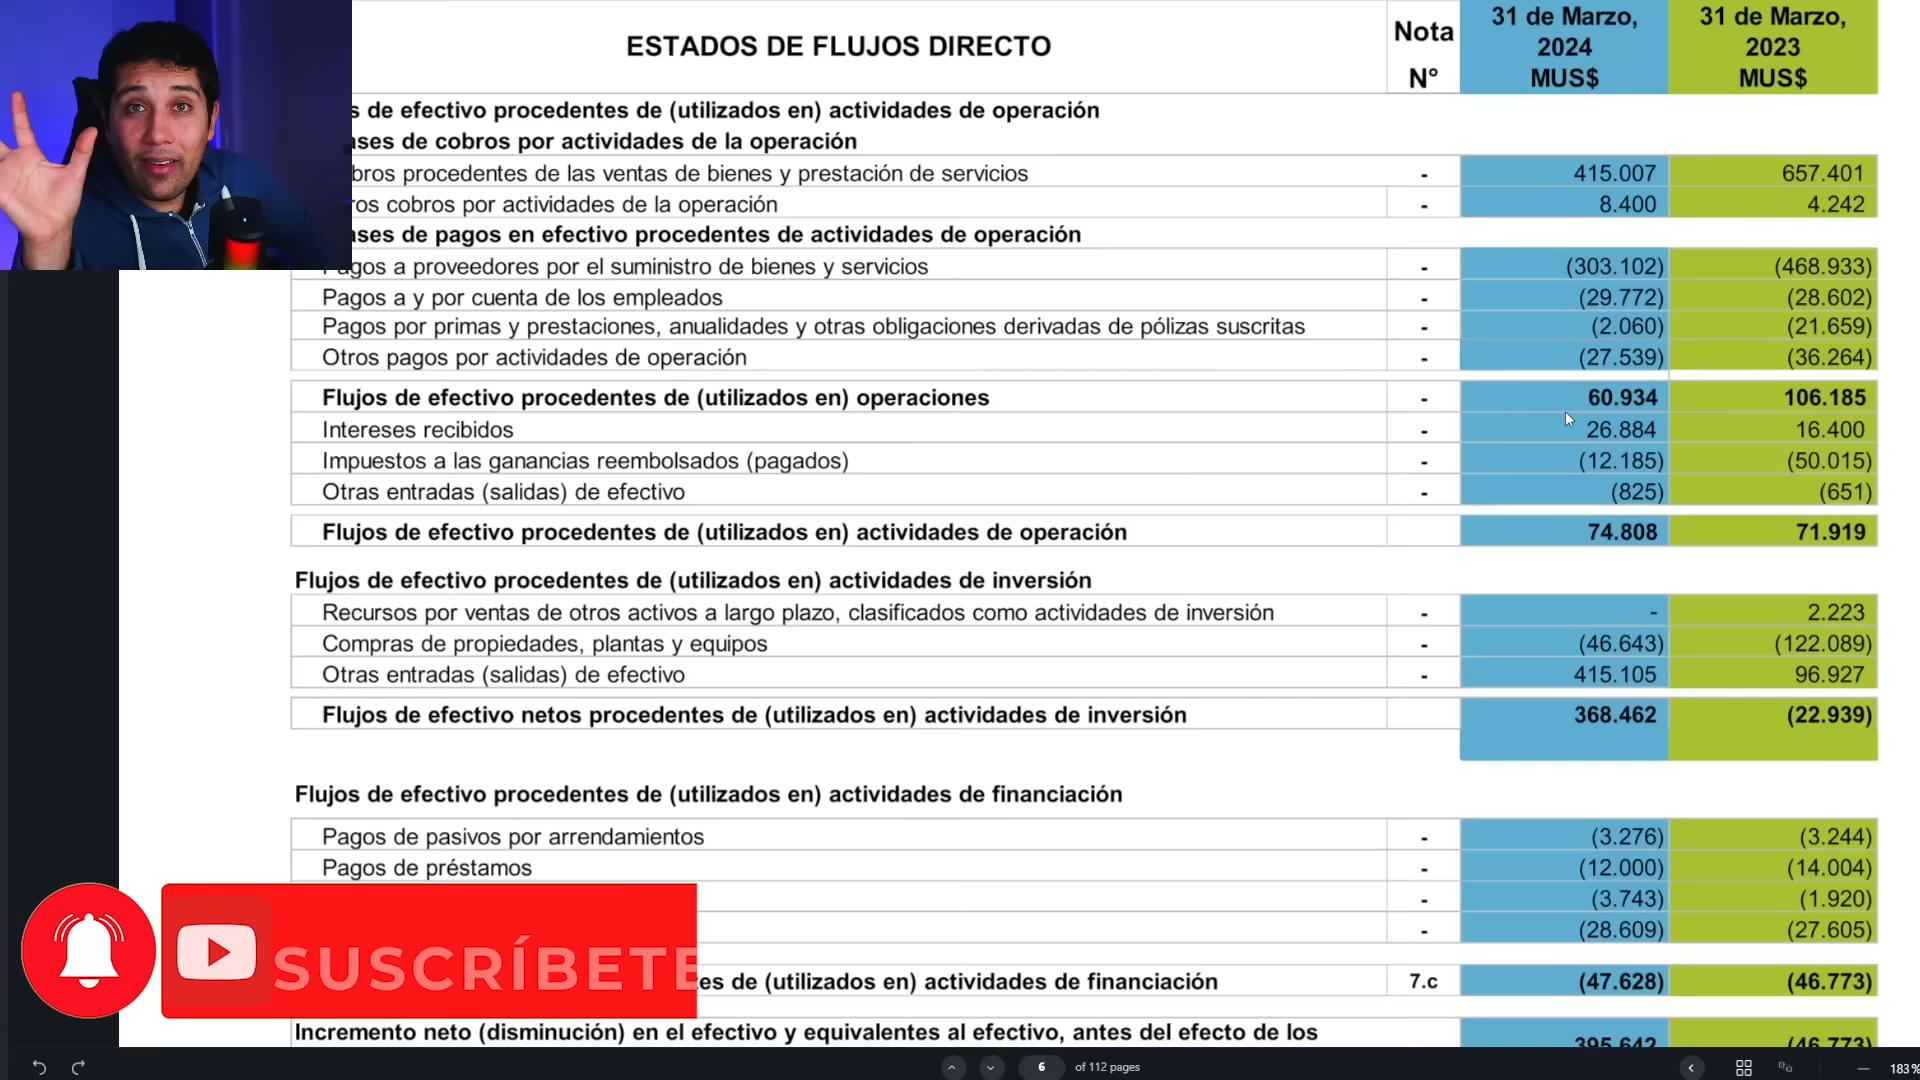 ESTADOS DE FLUJOS DIRECTO
Nota
N°
31 de Marzo,
2024
MUS$
31 de Marzo,
2023
MUS$
s de efectivo procedentes de (utilizados en) actividades de operación
ases de cobros por actividades de la operación
bros procedentes de las ventas de bienes y prestación de servicios - 415.007 657.401
ros cobros por actividades de la operación - 8.400 4.242
ases de pagos en efectivo procedentes de actividades de operación
Pagos a proveedores por el suministro de bienes y servicios - (303.102) (468.933)
Pagos a y por cuenta de los empleados - (29.772) (28.602)
Pagos por primas y prestaciones, anualidades y otras obligaciones derivadas de pólizas suscritas - (2.060) (21.659)
Otros pagos por actividades de operación - (27.539) (36.264)
Flujos de efectivo procedentes de (utilizados en) operaciones - 60.934 106.185
Intereses recibidos - 26.884 16.400
Impuestos a las ganancias reembolsados (pagados) - (12.185) (50.015)
Otras entradas (salidas) de efectivo - (825) (651)
Flujos de efectivo procedentes de (utilizados en) actividades de operación 74.808 71.919
Flujos de efectivo procedentes de (utilizados en) actividades de inversión
Recursos por ventas de otros activos a largo plazo, clasificados como actividades de inversión - - 2.223
Compras de propiedades, plantas y equipos - (46.643) (122.089)
Otras entradas (salidas) de efectivo - 415.105 96.927
Flujos de efectivo netos procedentes de (utilizados en) actividades de inversión 368.462 (22.939)
Flujos de efectivo procedentes de (utilizados en) actividades de financiación
Pagos de pasivos por arrendamientos - (3.276) (3.244)
Pagos de préstamos - (12.000) (14.004)
- (3.743) (1.920)
- (28.609) (27.605)
SUSCRÍBETE
es de (utilizados en) actividades de financiación 7.c (47.628) (46.773)
Incremento neto (disminución) en el efectivo y equivalentes al efectivo, antes del efecto de los 395.642 (46.773)
6 of 112 pages
183%